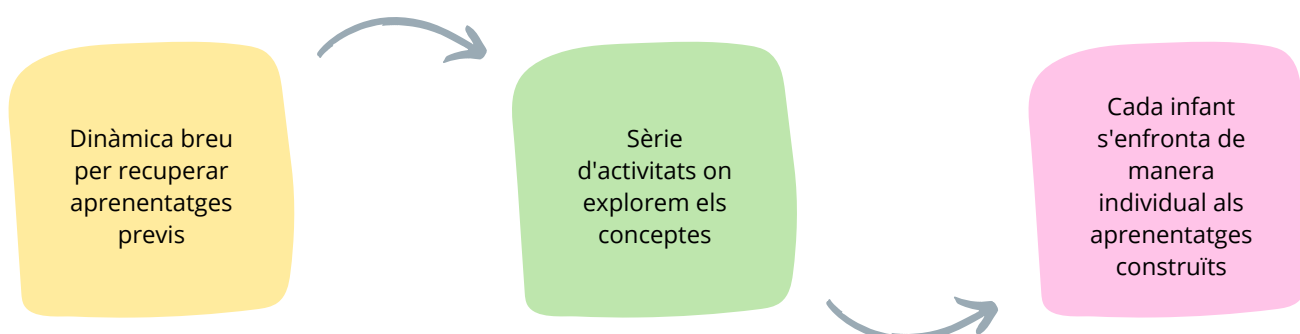 Dinàmica breu
per recuperar
aprenentatges
previs
Sèrie
d'activitats on
explorem els
conceptes
Cada infant
s'enfronta de
manera
individual als
aprenentatges
construïts